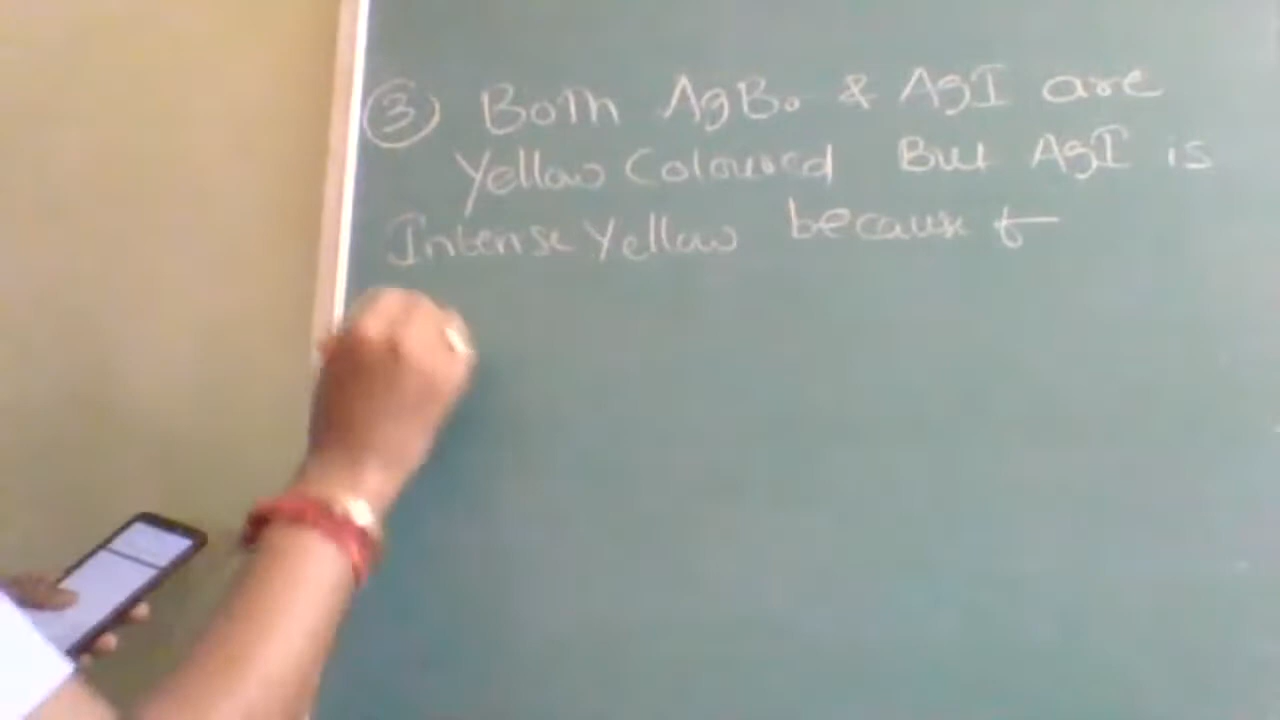 ③ Both AgBr & AgI are
Yellow Coloured But AgI is
Intense Yellow because